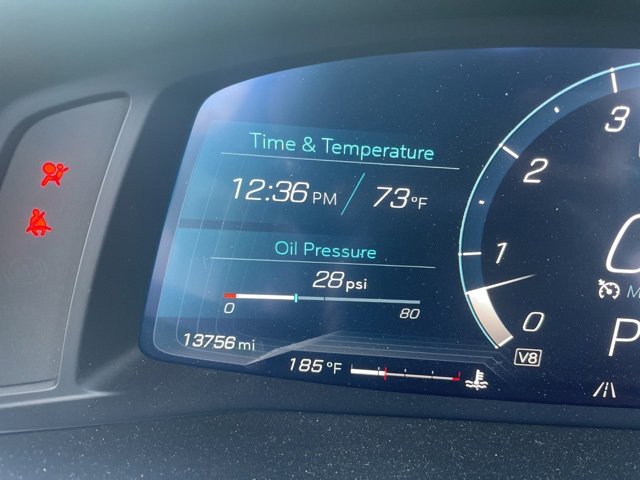 Time & Temperature
12:36 PM / 73°F
Oil Pressure
28 psi
0 80
13756 mi
185 °F
3
2
1
0
V8
0
P